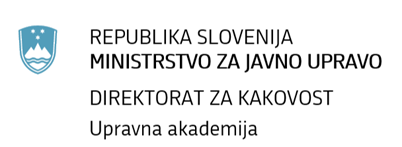 REPUBLIKA SLOVENIJA
MINISTRSTVO ZA JAVNO UPRAVO
DIREKTORAT ZA KAKOVOST
Upravna akademija